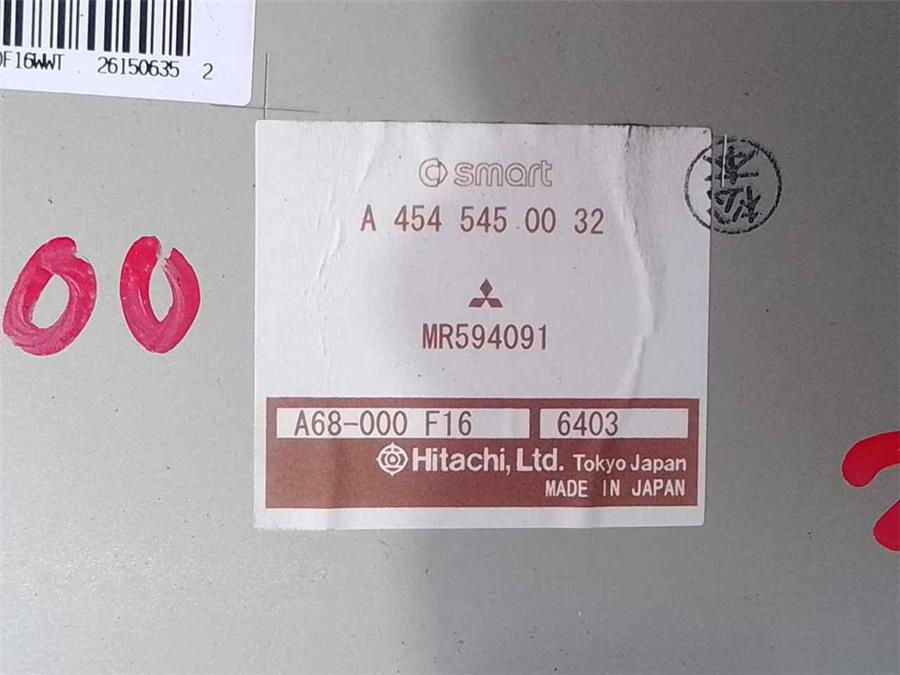 26150635 2
smart
A 454 545 00 32
MR594091
A68-000 F16 6403
Hitachi, Ltd. Tokyo Japan
MADE IN JAPAN
00